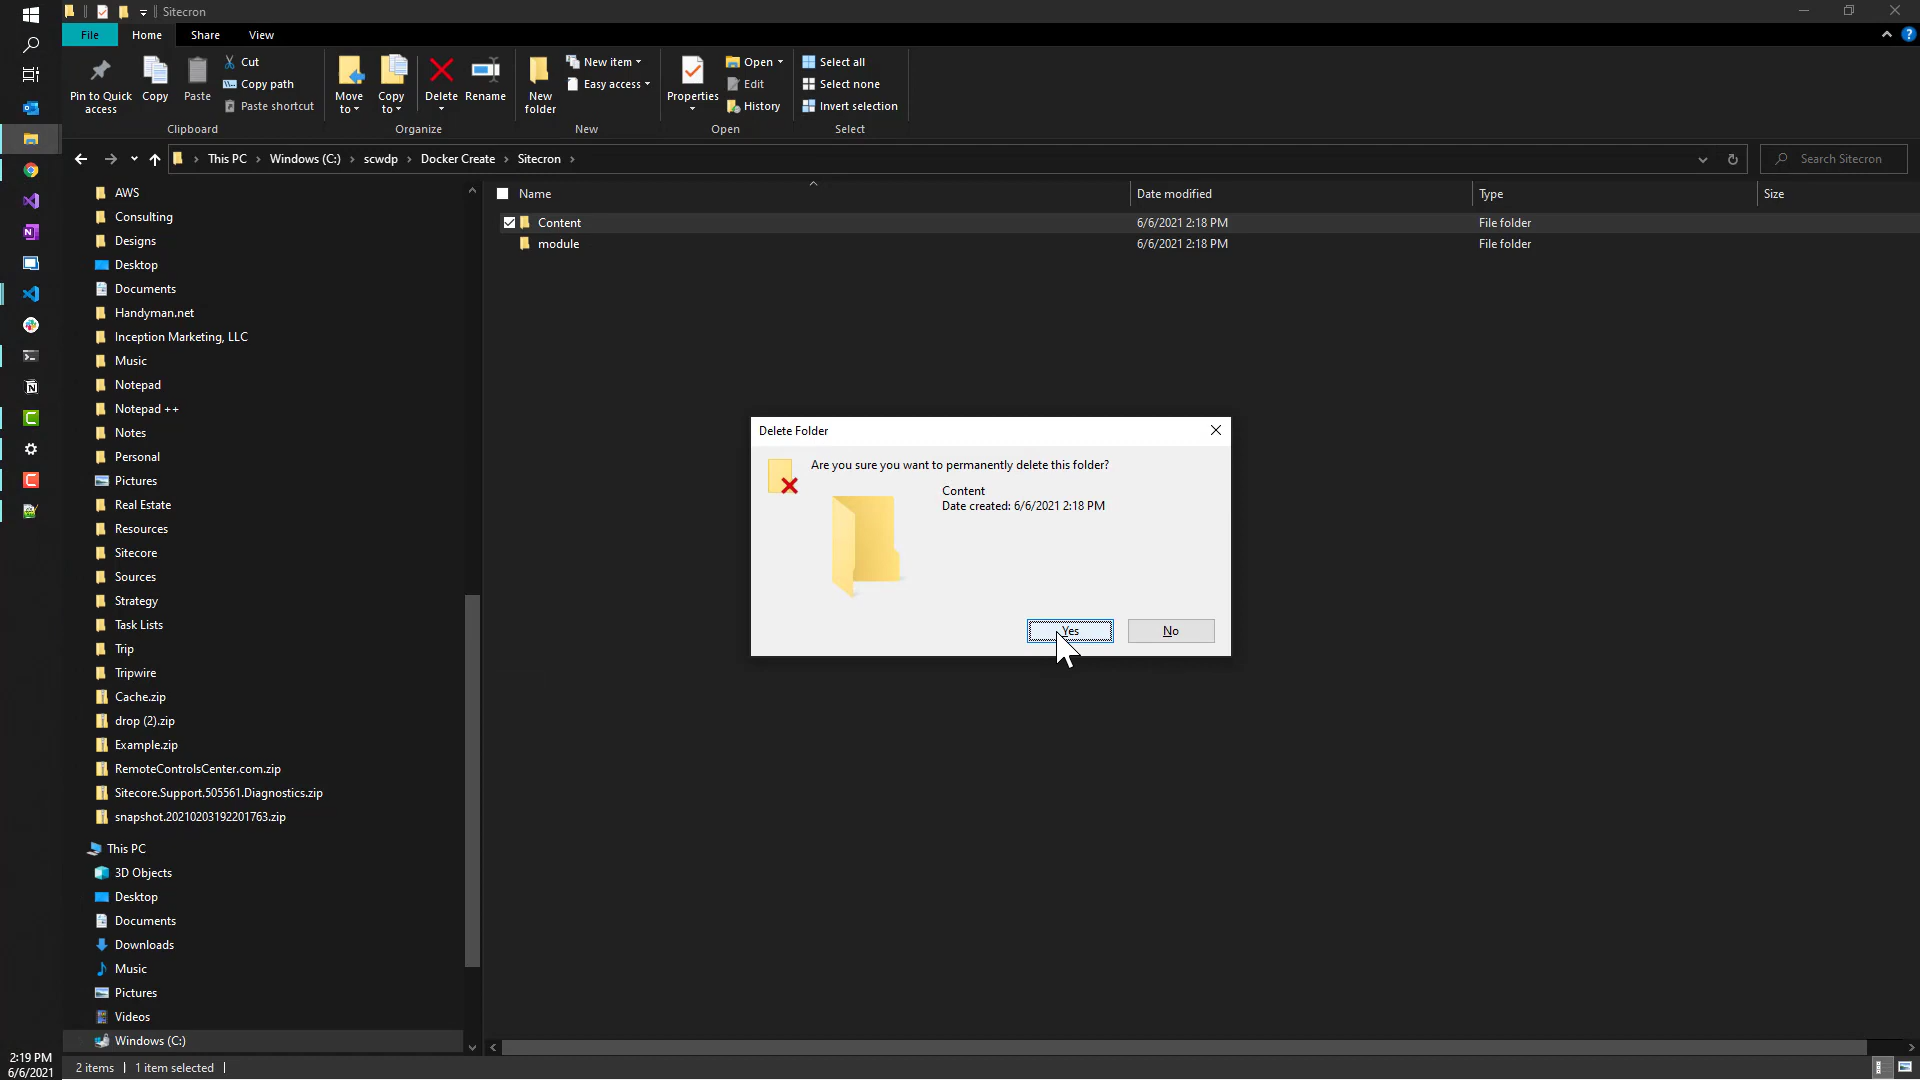 Sitecron
File
Home
Share
View
Pin to Quick access
Copy
Paste
Cut
Copy path
Paste shortcut
Clipboard
Move to
Copy to
Delete
Rename
Organize
New folder
New item
Easy access
New
Properties
Open
Edit
History
Open
Select all
Select none
Invert selection
Select
This PC
Windows (C:)
scwdp
Docker Create
Sitecron
Search Sitecron
Name
Date modified
Type
Size
Content
6/6/2021 2:18 PM
File folder
module
6/6/2021 2:18 PM
File folder
AWS
Consulting
Designs
Desktop
Documents
Handyman.net
Inception Marketing, LLC
Music
Notepad
Notepad ++
Notes
Personal
Pictures
Real Estate
Resources
Sitecore
Sources
Strategy
Task Lists
Trip
Tripwire
Cache.zip
drop (2).zip
Example.zip
RemoteControlsCenter.com.zip
Sitecore.Support.505561.Diagnostics.zip
snapshot.20210203192201763.zip
This PC
3D Objects
Desktop
Documents
Downloads
Music
Pictures
Videos
Windows (C:)
Delete Folder
Are you sure you want to permanently delete this folder?
Content
Date created: 6/6/2021 2:18 PM
Yes
No
2 items
1 item selected
2:19 PM
6/6/2021